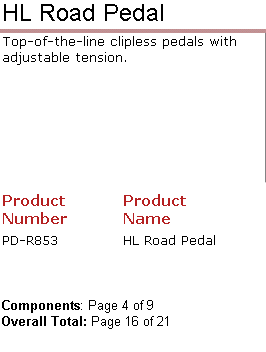 HL Road Pedal
Top-of-the-line clipless pedals with
adjustable tension.
Product Number Product Name
PD-R853 HL Road Pedal
Components: Page 4 of 9
Overall Total: Page 16 of 21